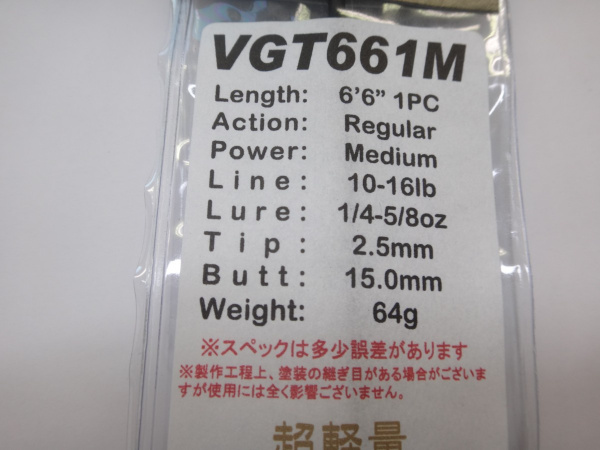 VGT661M
Length: 6’6” 1PC
Action: Regular
Power: Medium
Line: 10-16lb
Lure: 1/4-5/8oz
Tip: 2.5mm
Butt: 15.0mm
Weight: 64g
※スペックは多少誤差があります
※製作工程上、塗装の継ぎ目がある場合がございま
すが使用には全く影響ございません。
超軽量